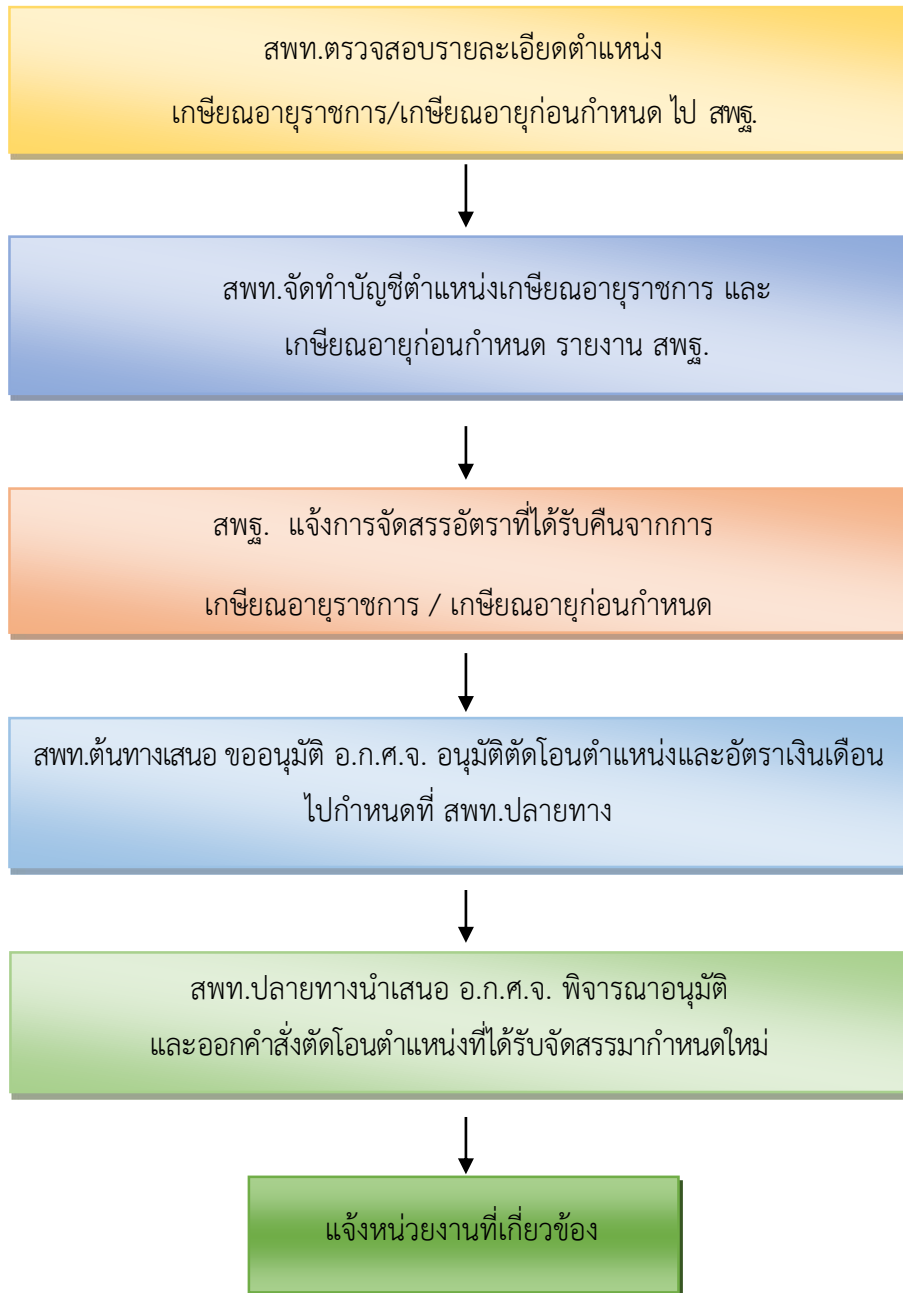 สพท.ตรวจสอบรายละเอียดตำแหน่ง
เกษียณอายุราชการ/เกษียณอายุก่อนกำหนด ไป สพฐ.
สพท.จัดทำบัญชีตำแหน่งเกษียณอายุราชการ และ
เกษียณอายุก่อนกำหนด รายงาน สพฐ.
สพฐ. แจ้งการจัดสรรอัตราที่ได้รับคืนจากการ
เกษียณอายุราชการ / เกษียณอายุก่อนกำหนด
สพท.ต้นทางเสนอ ขออนุมัติ อ.ก.ศ.จ. อนุมัติตัดโอนตำแหน่งและอัตราเงินเดือน
ไปกำหนดที่ สพท.ปลายทาง
สพท.ปลายทางนำเสนอ อ.ก.ศ.จ. พิจารณาอนุมัติ
และออกคำสั่งตัดโอนตำแหน่งที่ได้รับจัดสรรมากำหนดใหม่
แจ้งหน่วยงานที่เกี่ยวข้อง